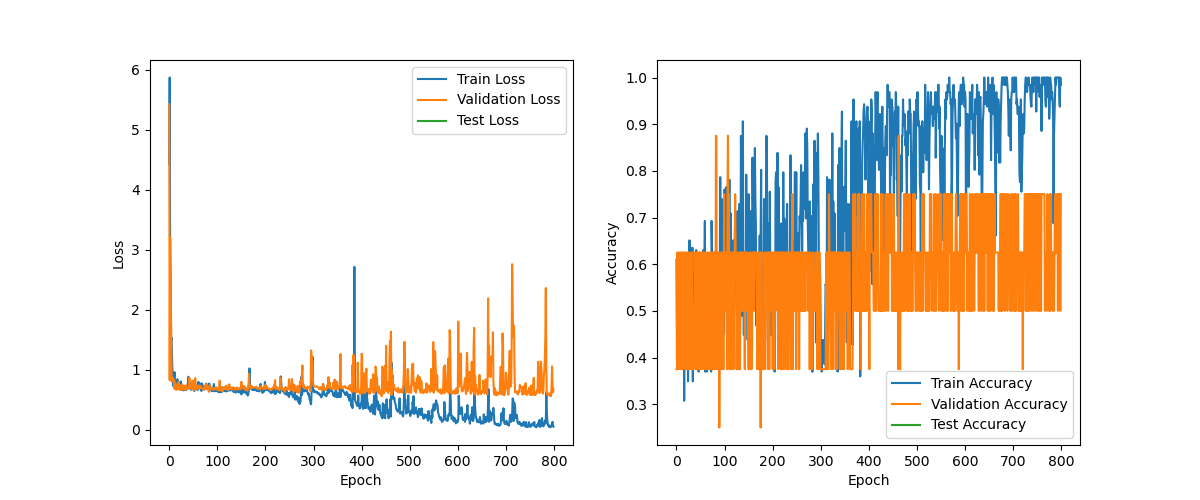 6
5
4
3
2
1
0
Loss
0 100 200 300 400 500 600 700 800
Epoch
Train Loss
Validation Loss
Test Loss
1.0
0.9
0.8
0.7
0.6
0.5
0.4
0.3
Accuracy
0 100 200 300 400 500 600 700 800
Epoch
Train Accuracy
Validation Accuracy
Test Accuracy